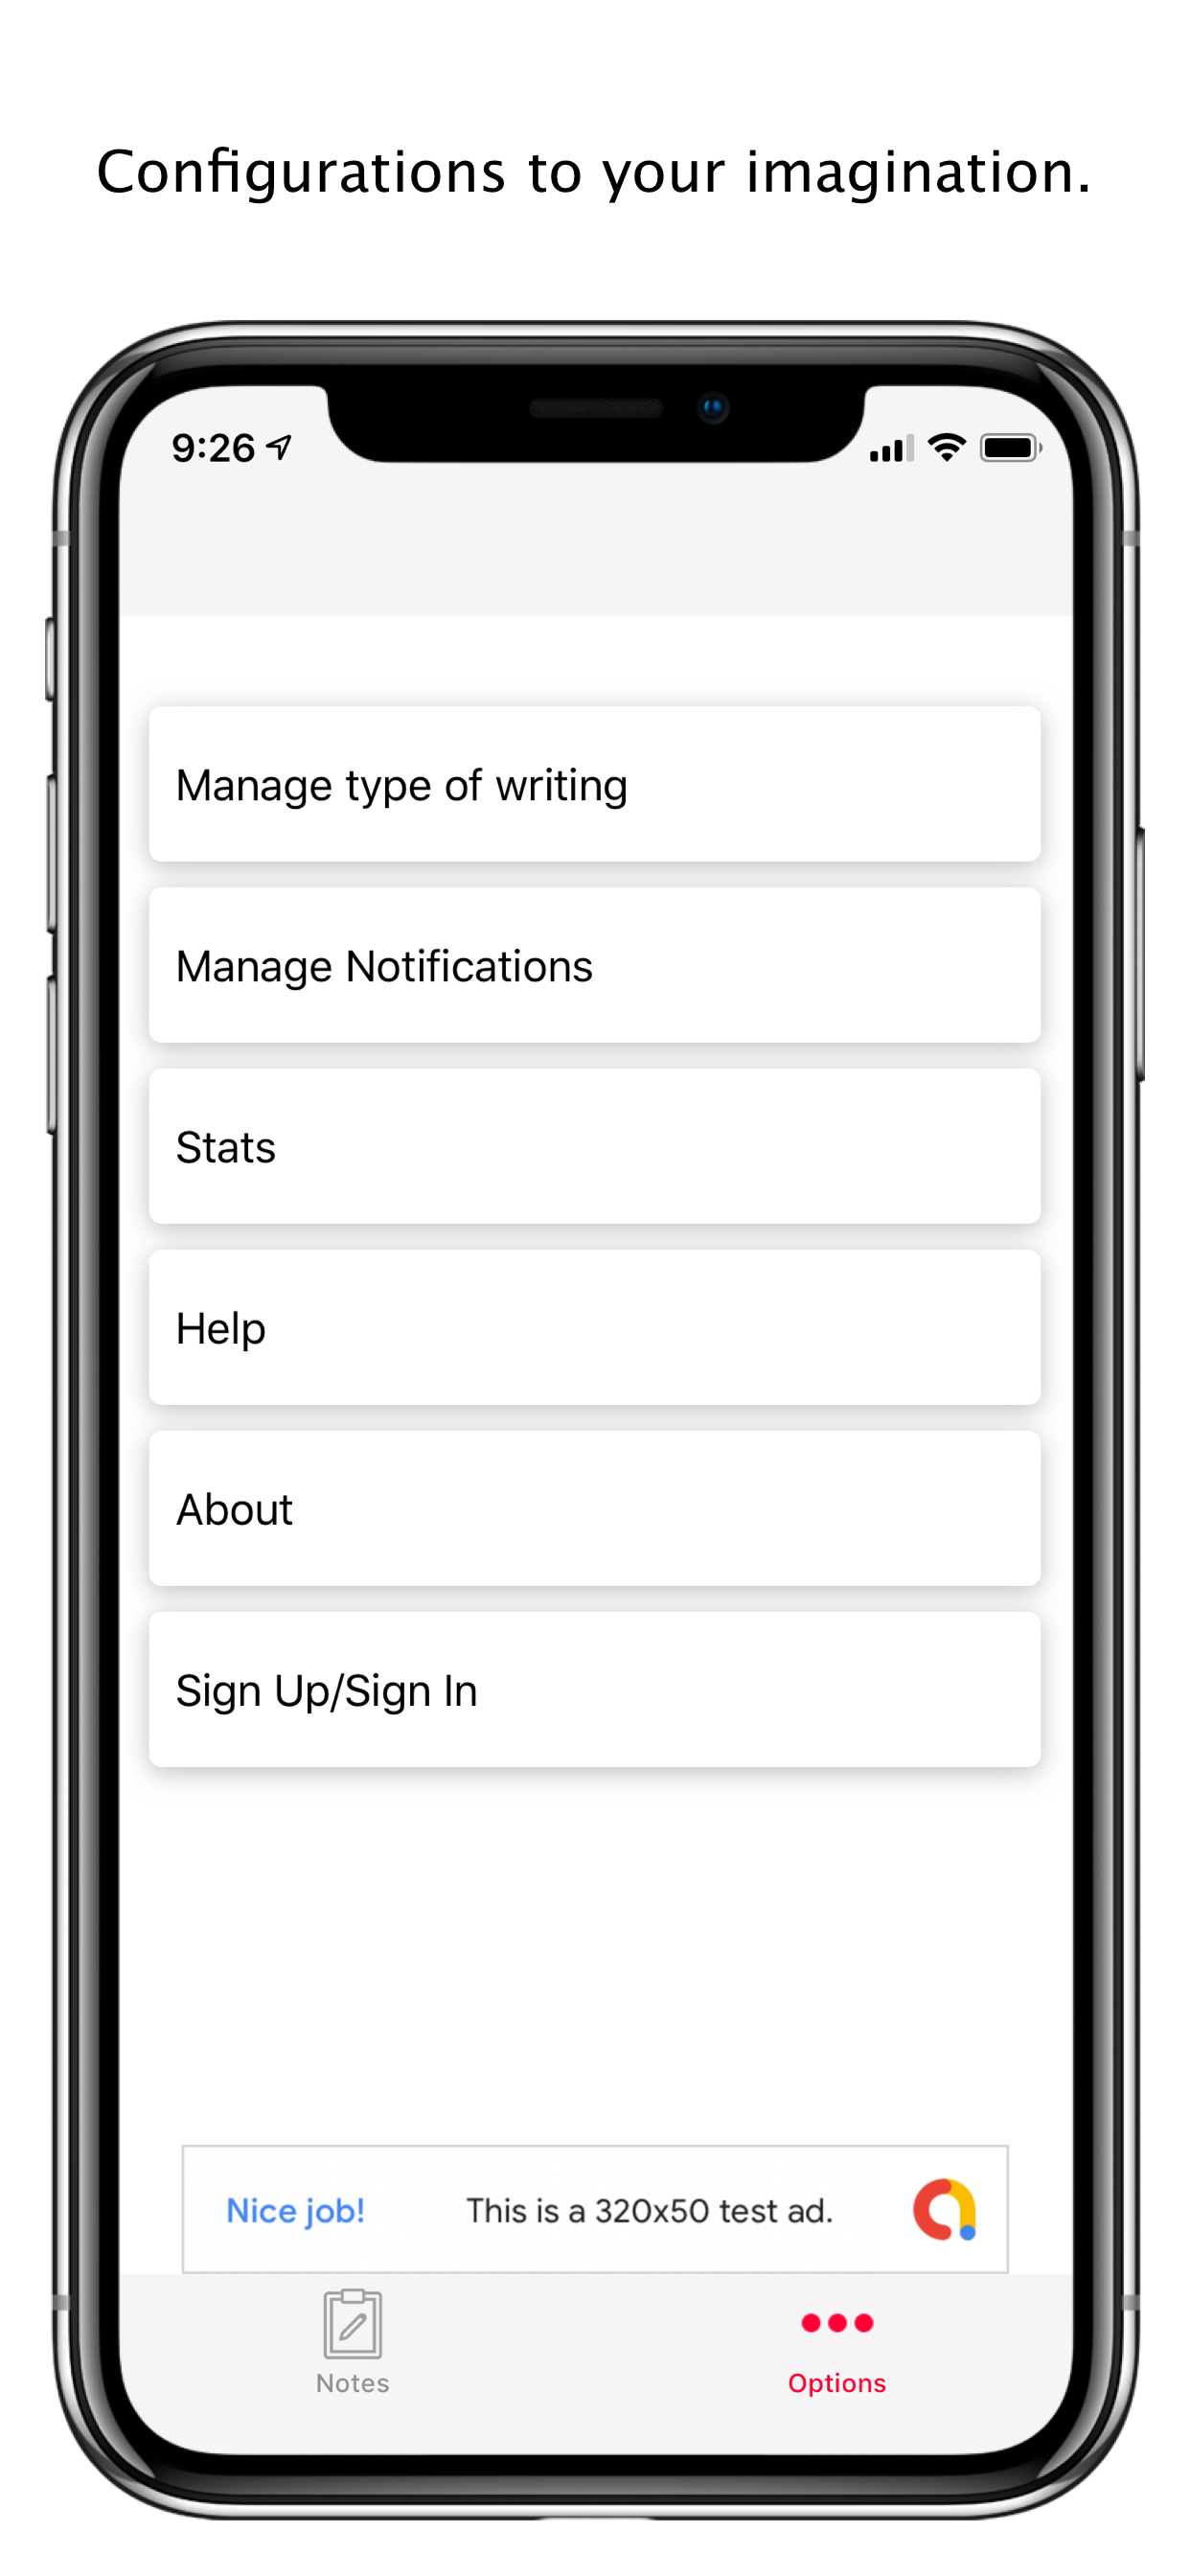 Configurations to your imagination.
9:26
Manage type of writing
Manage Notifications
Stats
Help
About
Sign Up/Sign In
Nice job! This is a 320x50 test ad.
Notes Options